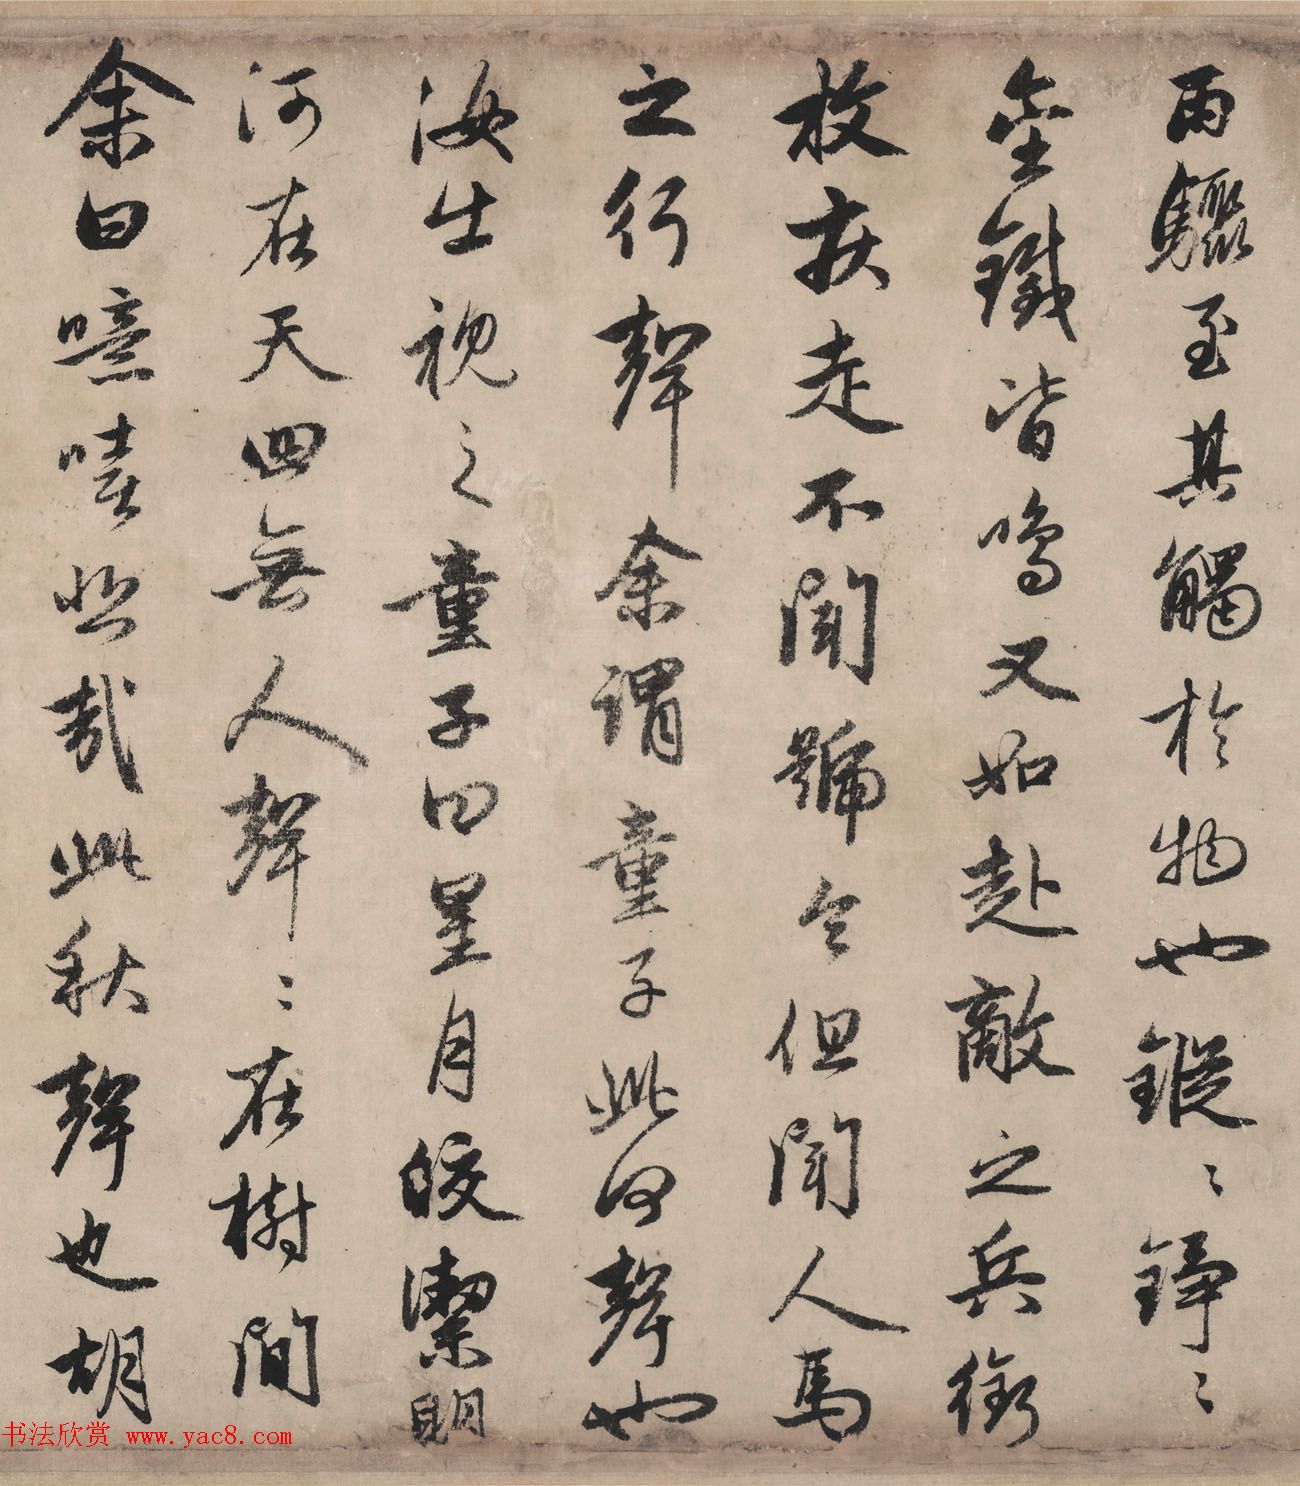 雨驟至其觸於物也鏦〻錚〻
金鐵皆鳴又如赴敵之兵銜
枚疾走不聞號令但聞人馬
之行聲余謂童子此何聲也
汝出視之童子曰星月皎潔明
河在天四無人聲〻在樹間
余曰噫嘻悲哉此秋聲也胡
书法欣赏 www.yac8.com